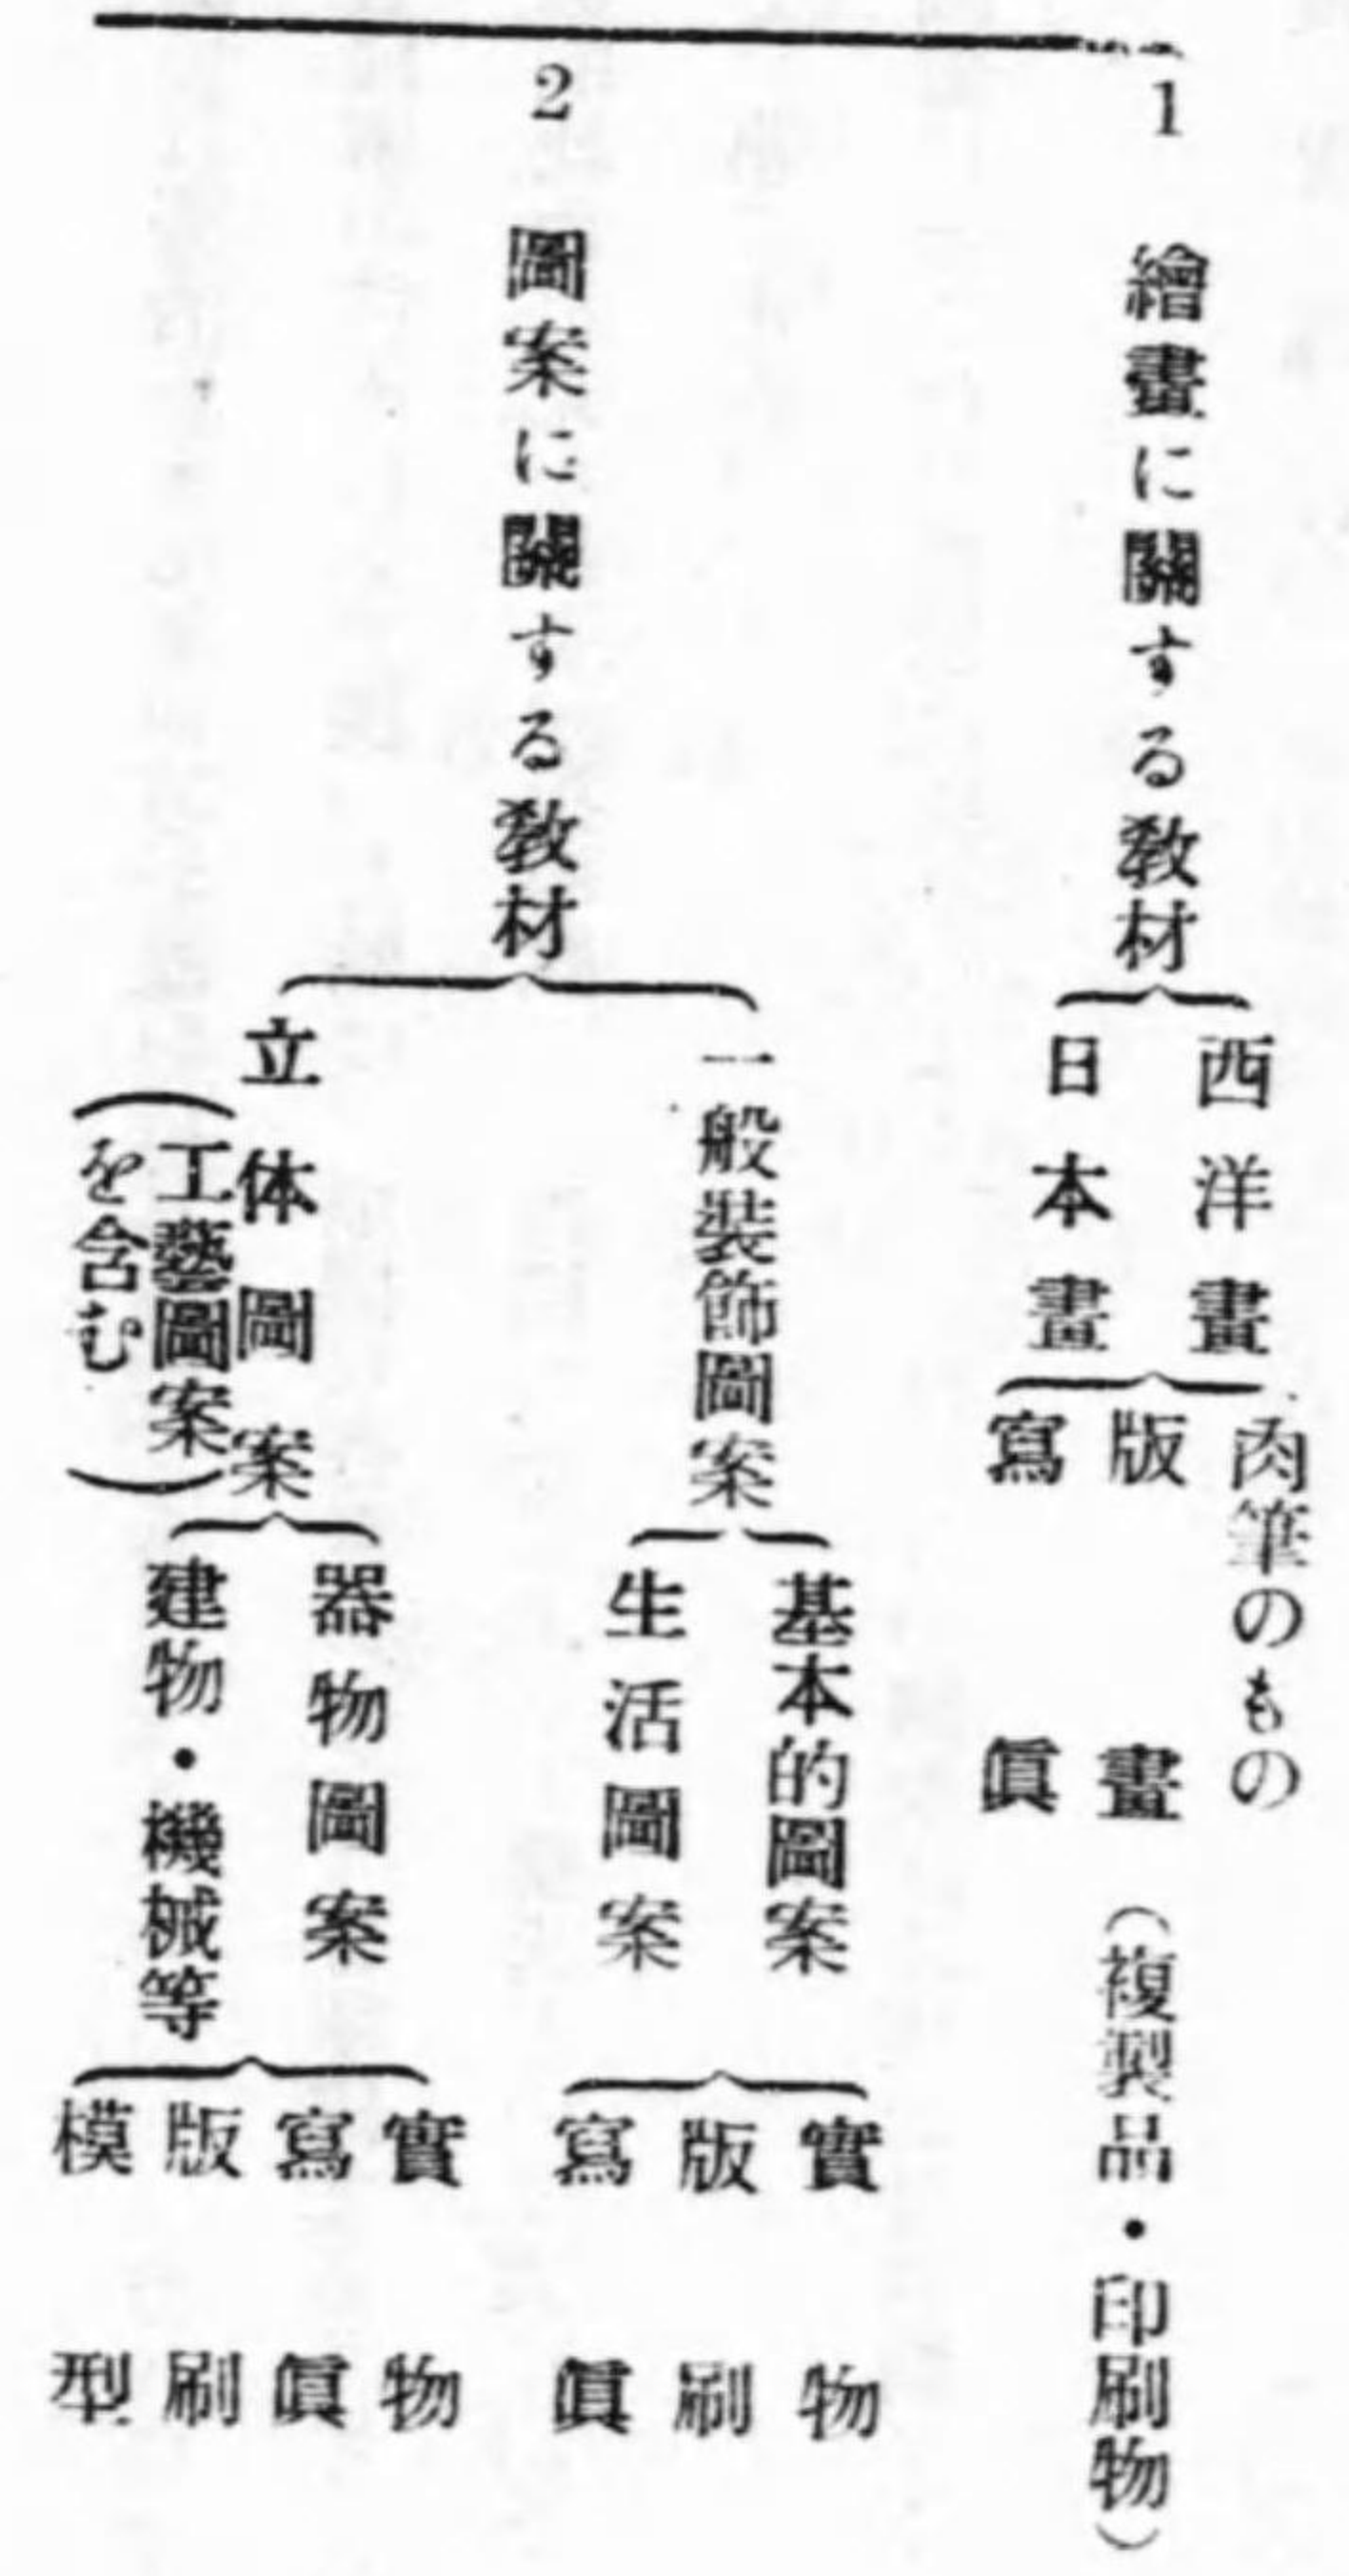 1 繪畫に關する敎材
西洋畫
日本畫
肉筆のもの
版畫（複製品・印刷物）
寫眞
2 圖案に關する敎材
一般裝飾圖案
基本的圖案
生活圖案
實物
版刷
寫眞
立体圖案
（工藝圖案
を含む）
器物圖案
建物・機械等
實物
寫眞
版刷
模型